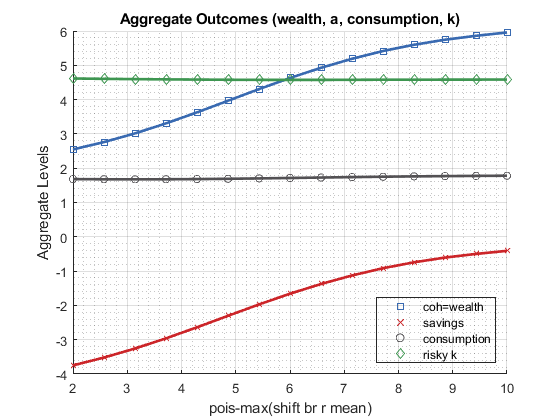 Aggregate Outcomes (wealth, a, consumption, k)
Aggregate Levels
6
5
4
3
2
1
0
-1
-2
-3
-4
2 3 4 5 6 7 8 9 10
coh=wealth
savings
consumption
risky k
pois-max(shift br r mean)